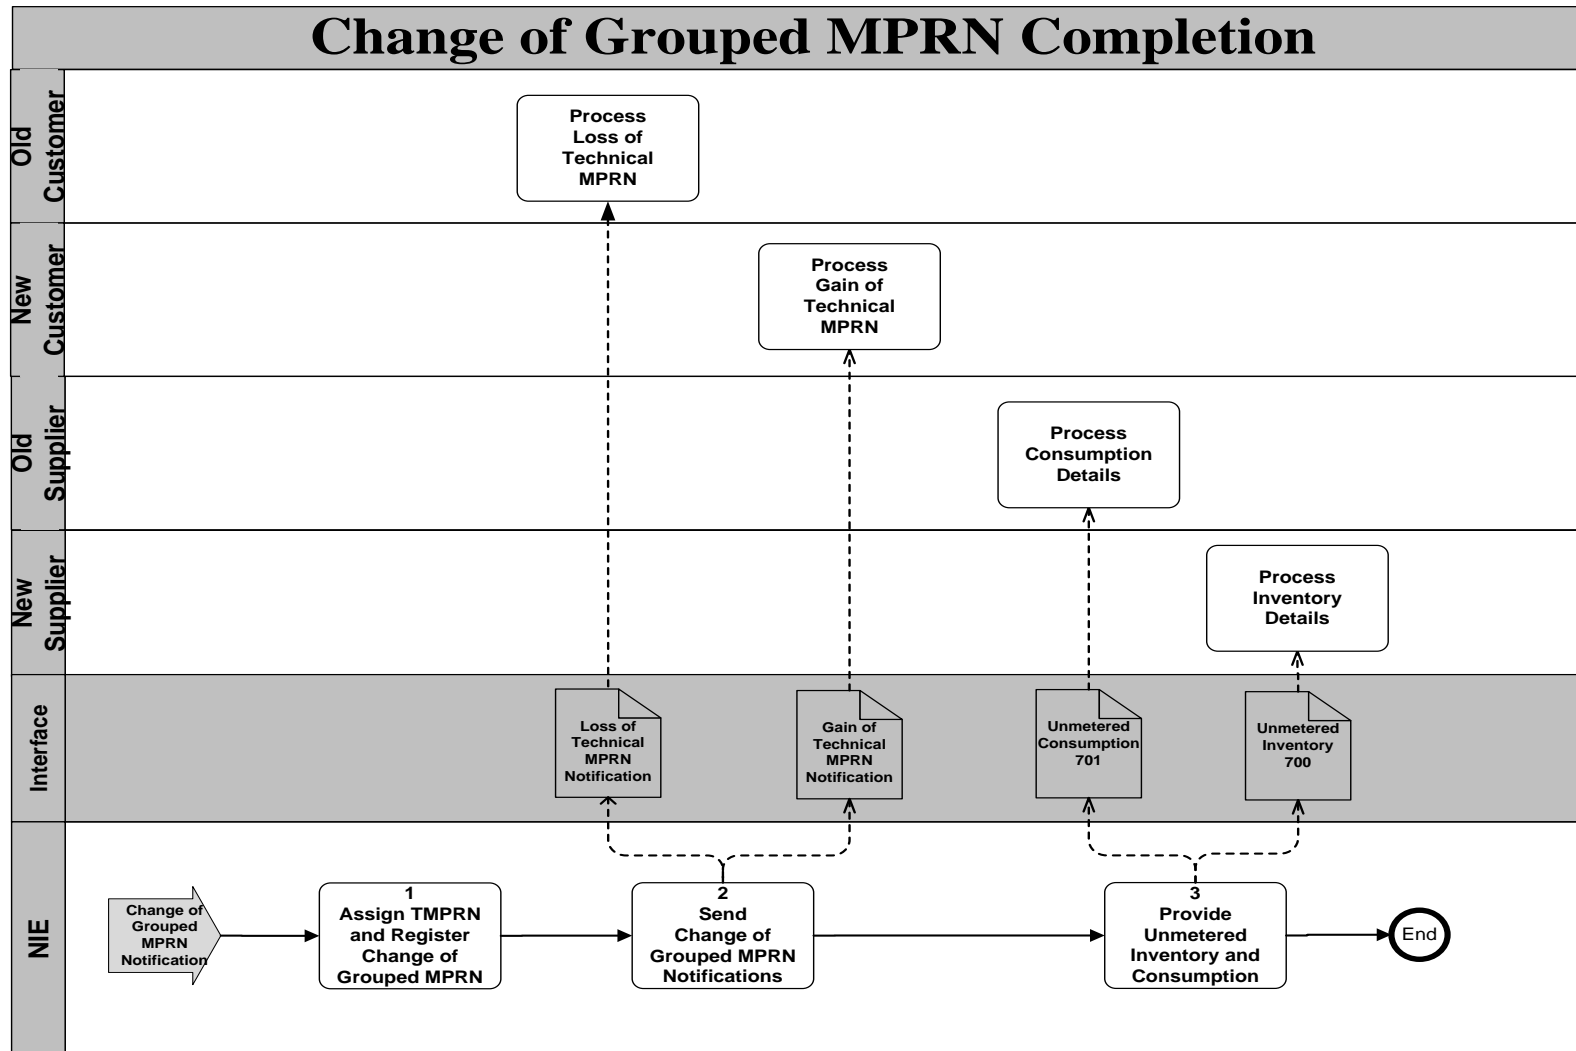 Change of Grouped MPRN Completion
Old
Customer
Process
Loss of
Technical
MPRN
New
Customer
Process
Gain of
Technical
MPRN
Old
Supplier
Process
Consumption
Details
New
Supplier
Process
Inventory
Details
Interface
Loss of
Technical
MPRN
Notification
Gain of
Technical
MPRN
Notification
Unmetered
Consumption
701
Unmetered
Inventory
700
NIE
Change of
Grouped
MPRN
Notification
1
Assign TMPRN
and Register
Change of
Grouped MPRN
2
Send
Change of
Grouped MPRN
Notifications
3
Provide
Unmetered
Inventory and
Consumption
End